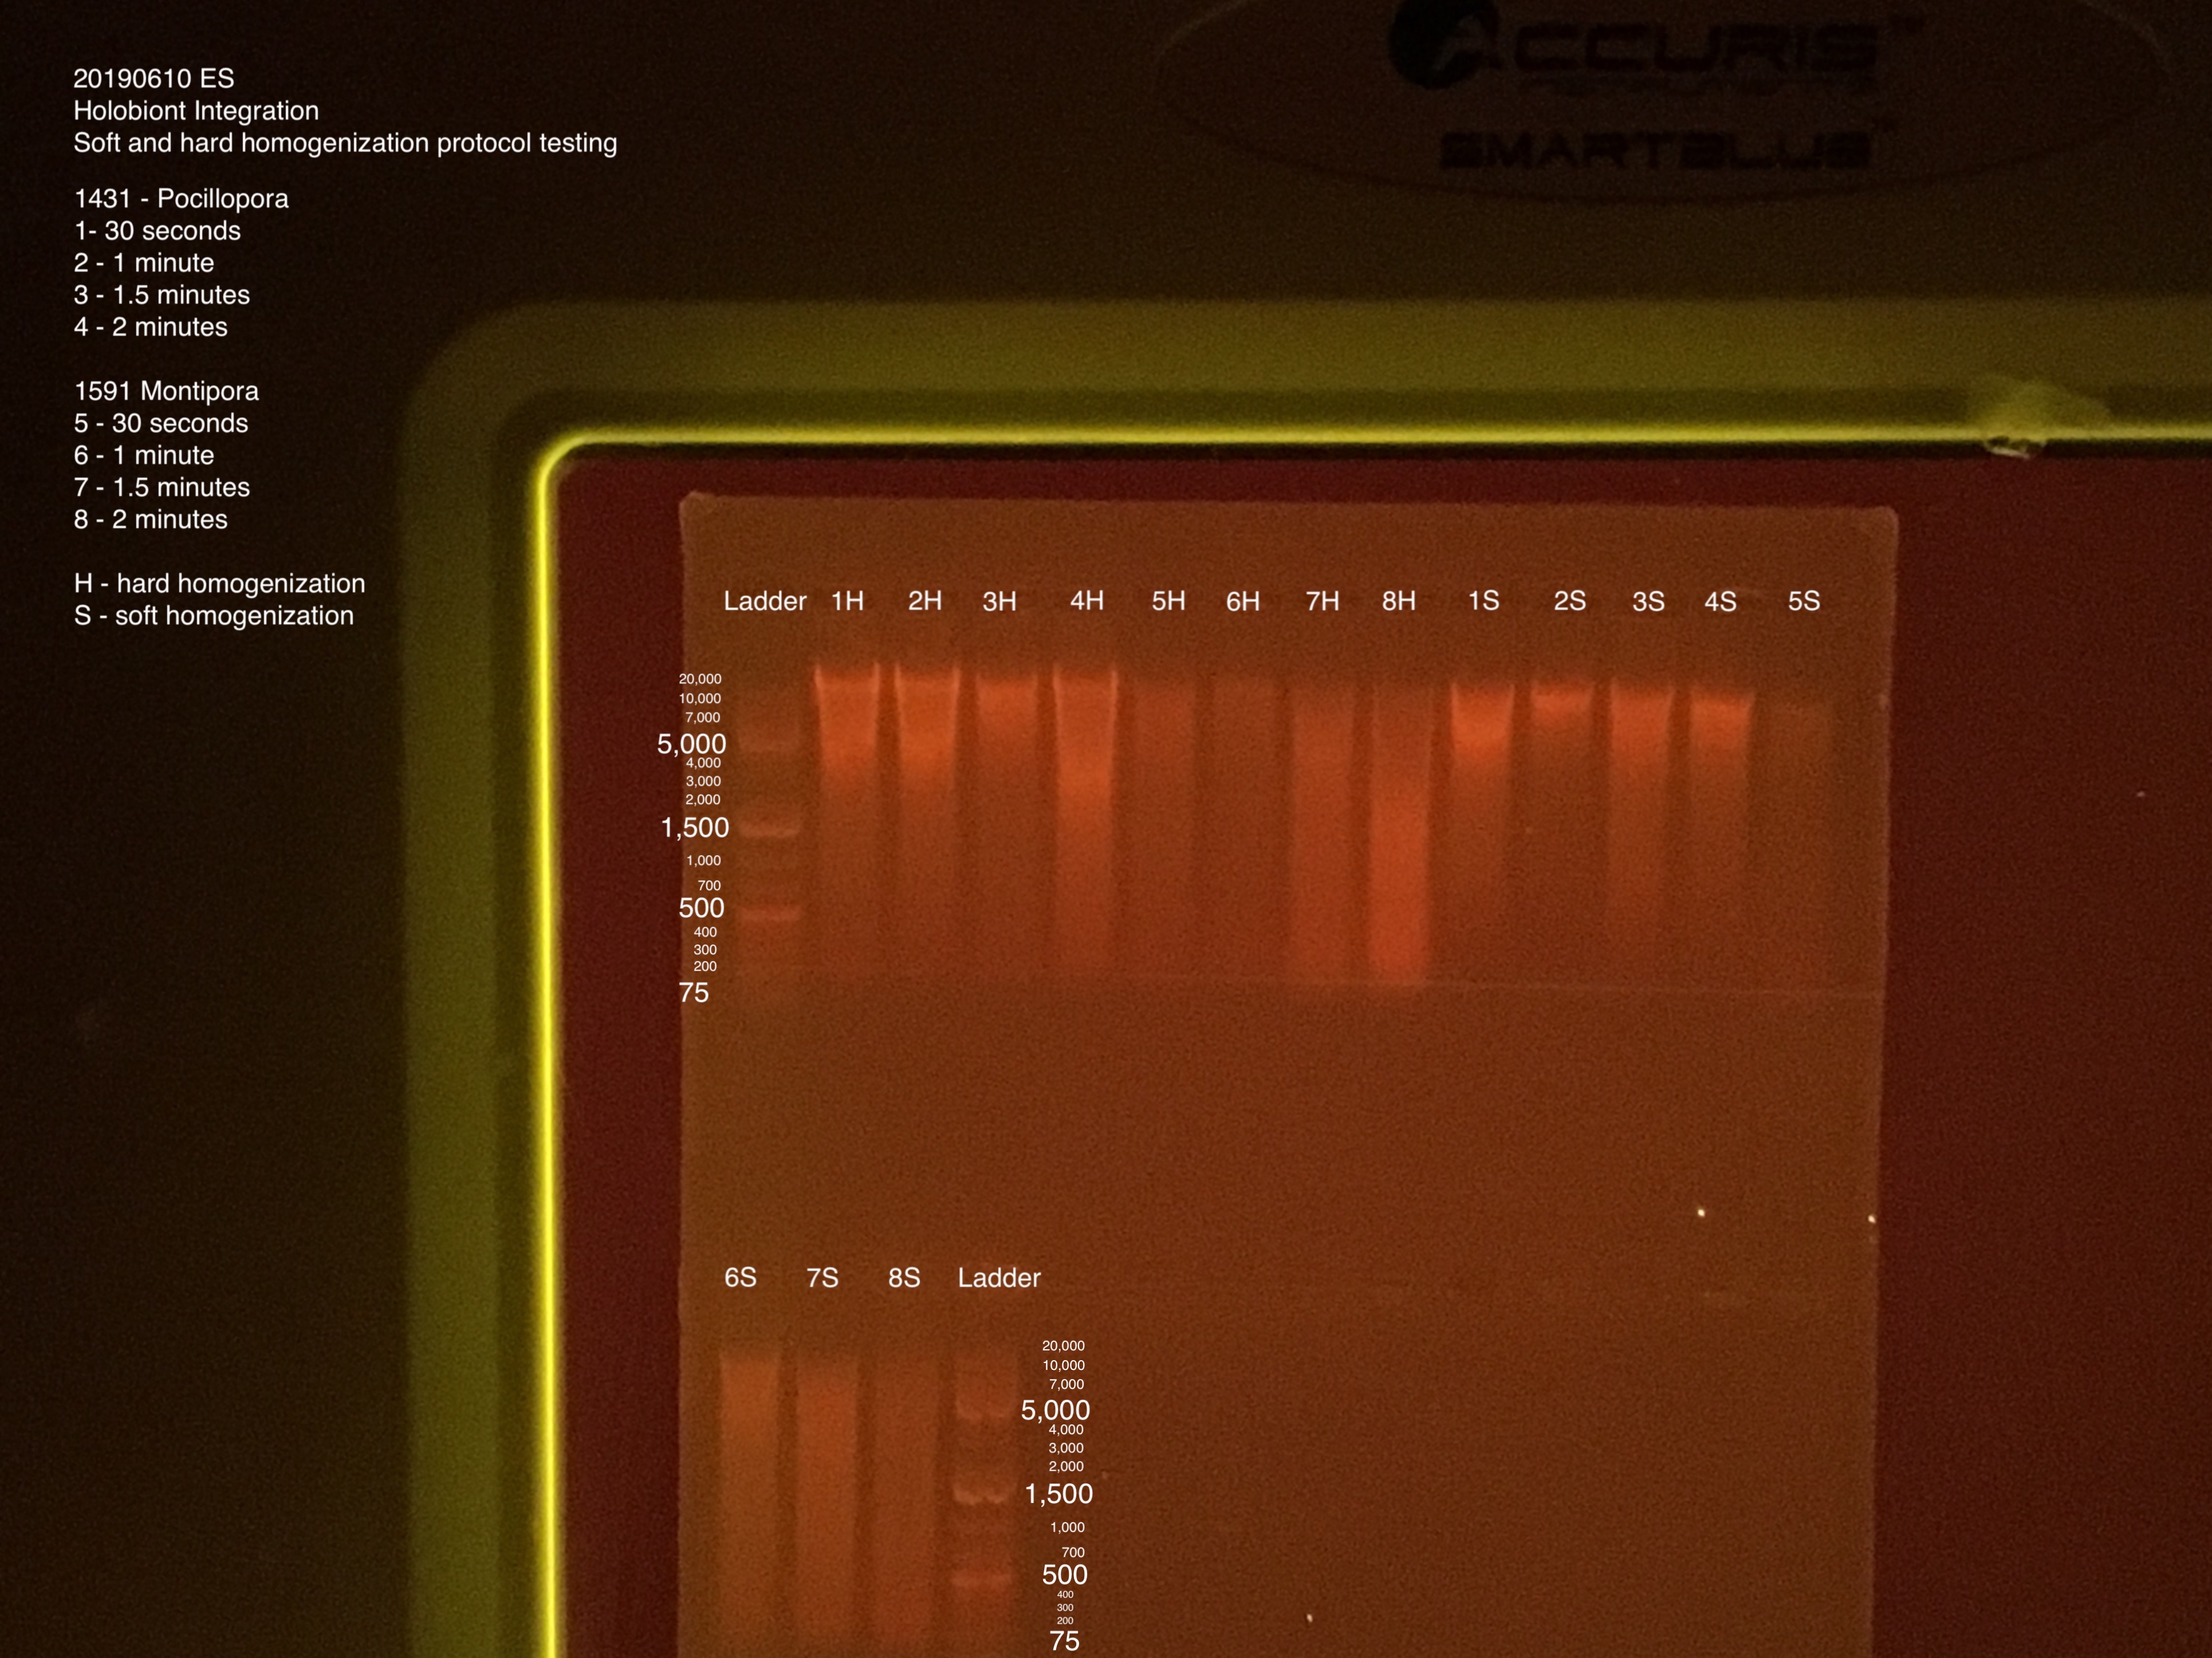 ACCURIS
SMARTBLUE
20190610 ES
Holobiont Integration
Soft and hard homogenization protocol testing
1431 - Pocillopora
1- 30 seconds
2 - 1 minute
3 - 1.5 minutes
4 - 2 minutes
1591 Montipora
5 - 30 seconds
6 - 1 minute
7 - 1.5 minutes
8 - 2 minutes
H - hard homogenization
S - soft homogenization
Ladder 1H 2H 3H 4H 5H 6H 7H 8H 1S 2S 3S 4S 5S
20,000
10,000
7,000
5,000
4,000
3,000
2,000
1,500
1,000
700
500
400
300
200
75
6S 7S 8S Ladder
20,000
10,000
7,000
5,000
4,000
3,000
2,000
1,500
1,000
700
500
400
300
200
75